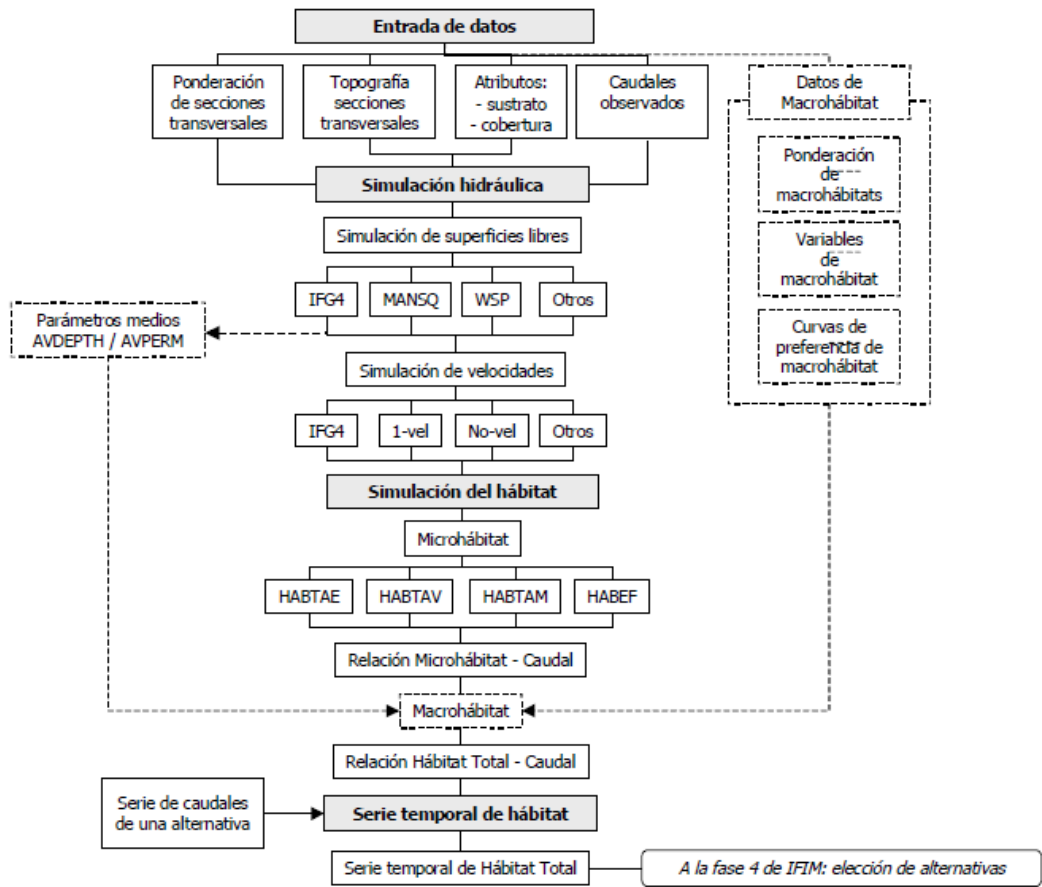 Entrada de datos
Ponderación
de secciones
transversales
Topografía
secciones
transversales
Atributos:
- sustrato
- cobertura
Caudales
observados
Datos de
Macrohábitat
Ponderación
de
macrohábitats
Variables
de
macrohábitat
Curvas de
preferencia de
macrohábitat
Simulación hidráulica
Simulación de superficies libres
IFG4
MANSQ
WSP
Otros
Parámetros medios
AVDEPTH / AVPERM
Simulación de velocidades
IFG4
1-vel
No-vel
Otros
Simulación del hábitat
Microhábitat
HABTAE
HABTAV
HABTAM
HABEF
Relación Microhábitat - Caudal
Macrohábitat
Relación Hábitat Total - Caudal
Serie de caudales
de una alternativa
Serie temporal de hábitat
Serie temporal de Hábitat Total
A la fase 4 de IFIM: elección de alternativas